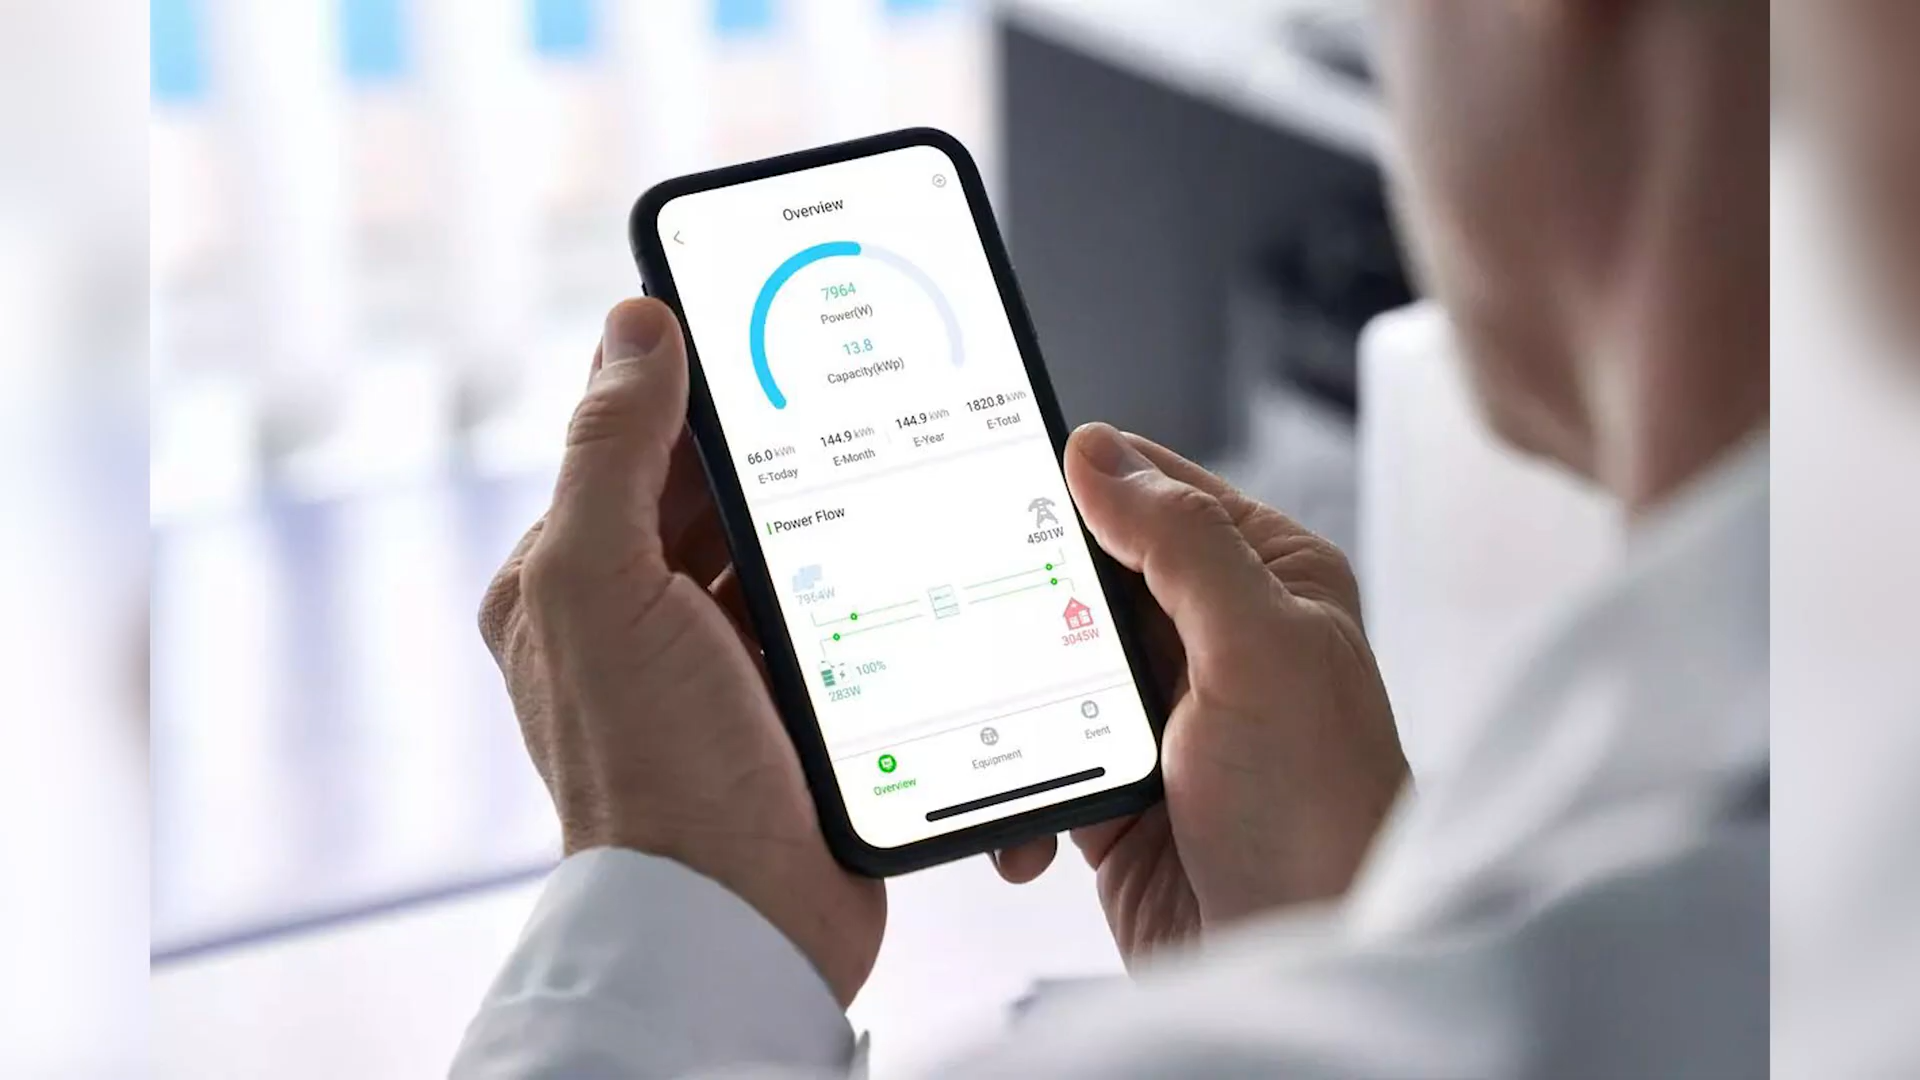 Overview
7964
Power(W)
13.8
Capacity(kWp)
66.0 kWh
E-Today
144.9 kWh
E-Month
144.9 kWh
E-Year
1820.8 kWh
E-Total
Power Flow
4501W
7964W
3045W
100%
283W
Overview
Equipment
Event